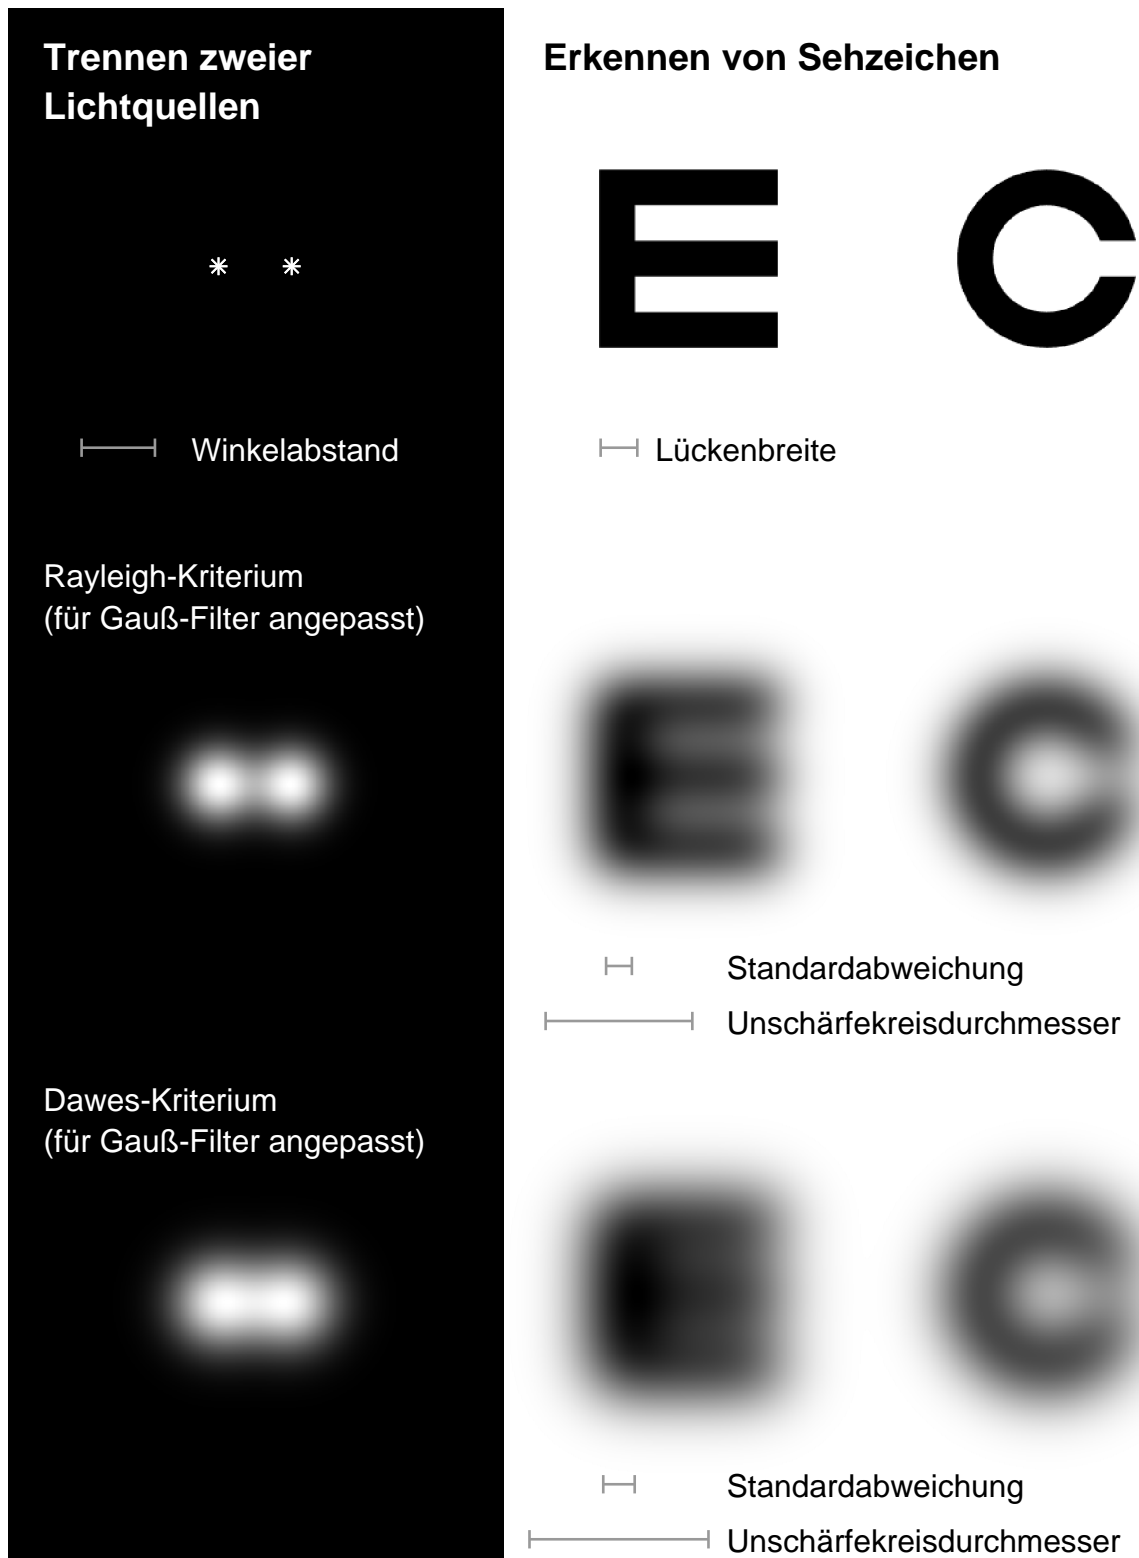 Trennen zweier
Lichtquellen
Erkennen von Sehzeichen
E C
Winkelabstand
Lückenbreite
Rayleigh-Kriterium
(für Gauß-Filter angepasst)
E C
Standardabweichung
Unschärfekreisdurchmesser
Dawes-Kriterium
(für Gauß-Filter angepasst)
E C
Standardabweichung
Unschärfekreisdurchmesser